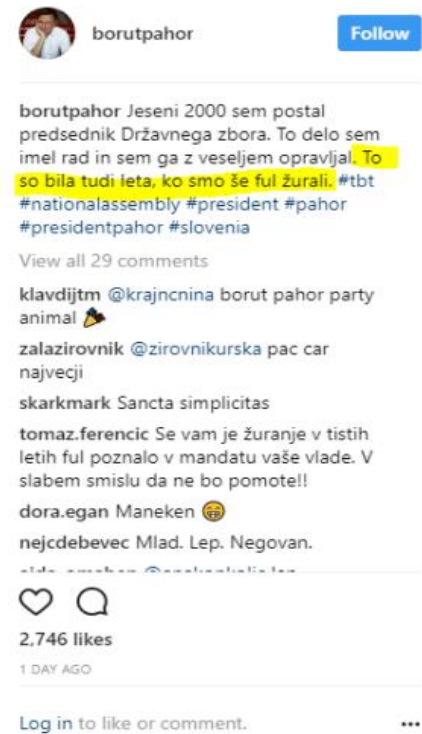 borutpahor
Follow
borutpahor Jeseni 2000 sem postal
predsednik Državnega zbora. To delo sem
imel rad in sem ga z veseljem opravljal. To
so bila tudi leta, ko smo še ful žurali. #tbt
#nationalassembly #president #pahor
#presidentpahor #slovenia
View all 29 comments
klavdijtm @krajncnina borut pahor party
animal 🎉
zalazirovnik @zirovnikurska pac car
najvecji
skarkmark Sancta simplicitas
tomaz.ferencic Se vam je žuranje v tistih
letih ful poznalo v mandatu vaše vlade. V
slabem smislu da ne bo pomote!!
dora.egan Maneken 😁
nejcdebevec Mlad. Lep. Negovan.
2,746 likes
1 DAY AGO
Log in to like or comment.